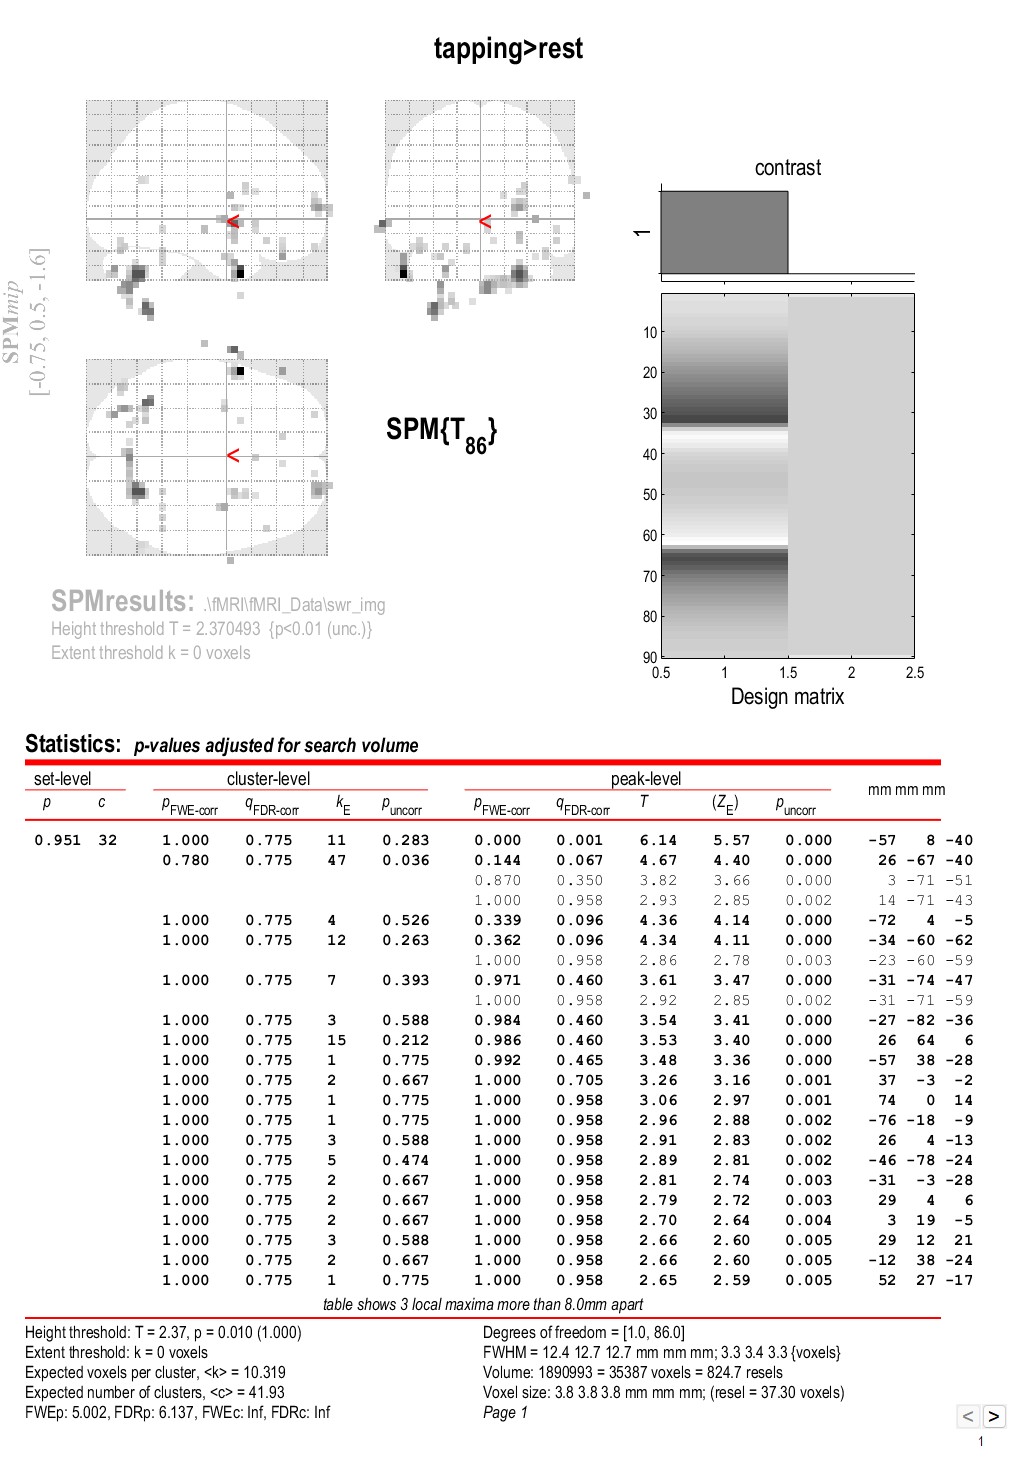 tapping>rest
<
<
<
SPMmip
[-0.75, 0.5, -1.6]
SPM{T86}
contrast
1
10
20
30
40
50
60
70
80
90
0.5 1 1.5 2 2.5
Design matrix
SPMresults: .\fMRI\fMRI_Data\swr_img
Height threshold T = 2.370493 {p<0.01 (unc.)}
Extent threshold k = 0 voxels
Statistics: p-values adjusted for search volume
set-level cluster-level peak-level mm mm mm
p c pFWE-corr qFDR-corr kE puncorr pFWE-corr qFDR-corr T (ZE) puncorr
0.951 32 1.000 0.775 11 0.283 0.000 0.001 6.14 5.57 0.000 -57 8 -40
0.780 0.775 47 0.036 0.144 0.067 4.67 4.40 0.000 26 -67 -40
0.870 0.350 3.82 3.66 0.000 3 -71 -51
1.000 0.958 2.93 2.85 0.002 14 -71 -43
1.000 0.775 4 0.526 0.339 0.096 4.36 4.14 0.000 -72 4 -5
1.000 0.775 12 0.263 0.362 0.096 4.34 4.11 0.000 -34 -60 -62
1.000 0.958 2.86 2.78 0.003 -23 -60 -59
1.000 0.775 7 0.393 0.971 0.460 3.61 3.47 0.000 -31 -74 -47
1.000 0.958 2.92 2.85 0.002 -31 -71 -59
1.000 0.775 3 0.588 0.984 0.460 3.54 3.41 0.000 -27 -82 -36
1.000 0.775 15 0.212 0.986 0.460 3.53 3.40 0.000 26 64 6
1.000 0.775 1 0.775 0.992 0.465 3.48 3.36 0.000 -57 38 -28
1.000 0.775 2 0.667 1.000 0.705 3.26 3.16 0.001 37 -3 -2
1.000 0.775 1 0.775 1.000 0.958 3.06 2.97 0.001 74 0 14
1.000 0.775 1 0.775 1.000 0.958 2.96 2.88 0.002 -76 -18 -9
1.000 0.775 3 0.588 1.000 0.958 2.91 2.83 0.002 26 4 -13
1.000 0.775 5 0.474 1.000 0.958 2.89 2.81 0.002 -46 -78 -24
1.000 0.775 2 0.667 1.000 0.958 2.81 2.74 0.003 -31 -3 -28
1.000 0.775 2 0.667 1.000 0.958 2.79 2.72 0.003 29 4 6
1.000 0.775 2 0.667 1.000 0.958 2.70 2.64 0.004 3 19 -5
1.000 0.775 3 0.588 1.000 0.958 2.66 2.60 0.005 29 12 21
1.000 0.775 2 0.667 1.000 0.958 2.66 2.60 0.005 -12 38 -24
1.000 0.775 1 0.775 1.000 0.958 2.65 2.59 0.005 52 27 -17
table shows 3 local maxima more than 8.0mm apart
Height threshold: T = 2.37, p = 0.010 (1.000)
Extent threshold: k = 0 voxels
Expected voxels per cluster, <k> = 10.319
Expected number of clusters, <c> = 41.93
FWEp: 5.002, FDRp: 6.137, FWEc: Inf, FDRc: Inf
Degrees of freedom = [1.0, 86.0]
FWHM = 12.4 12.7 12.7 mm mm mm; 3.3 3.4 3.3 {voxels}
Volume: 1890993 = 35387 voxels = 824.7 resels
Voxel size: 3.8 3.8 3.8 mm mm mm; (resel = 37.30 voxels)
Page 1
< >
1